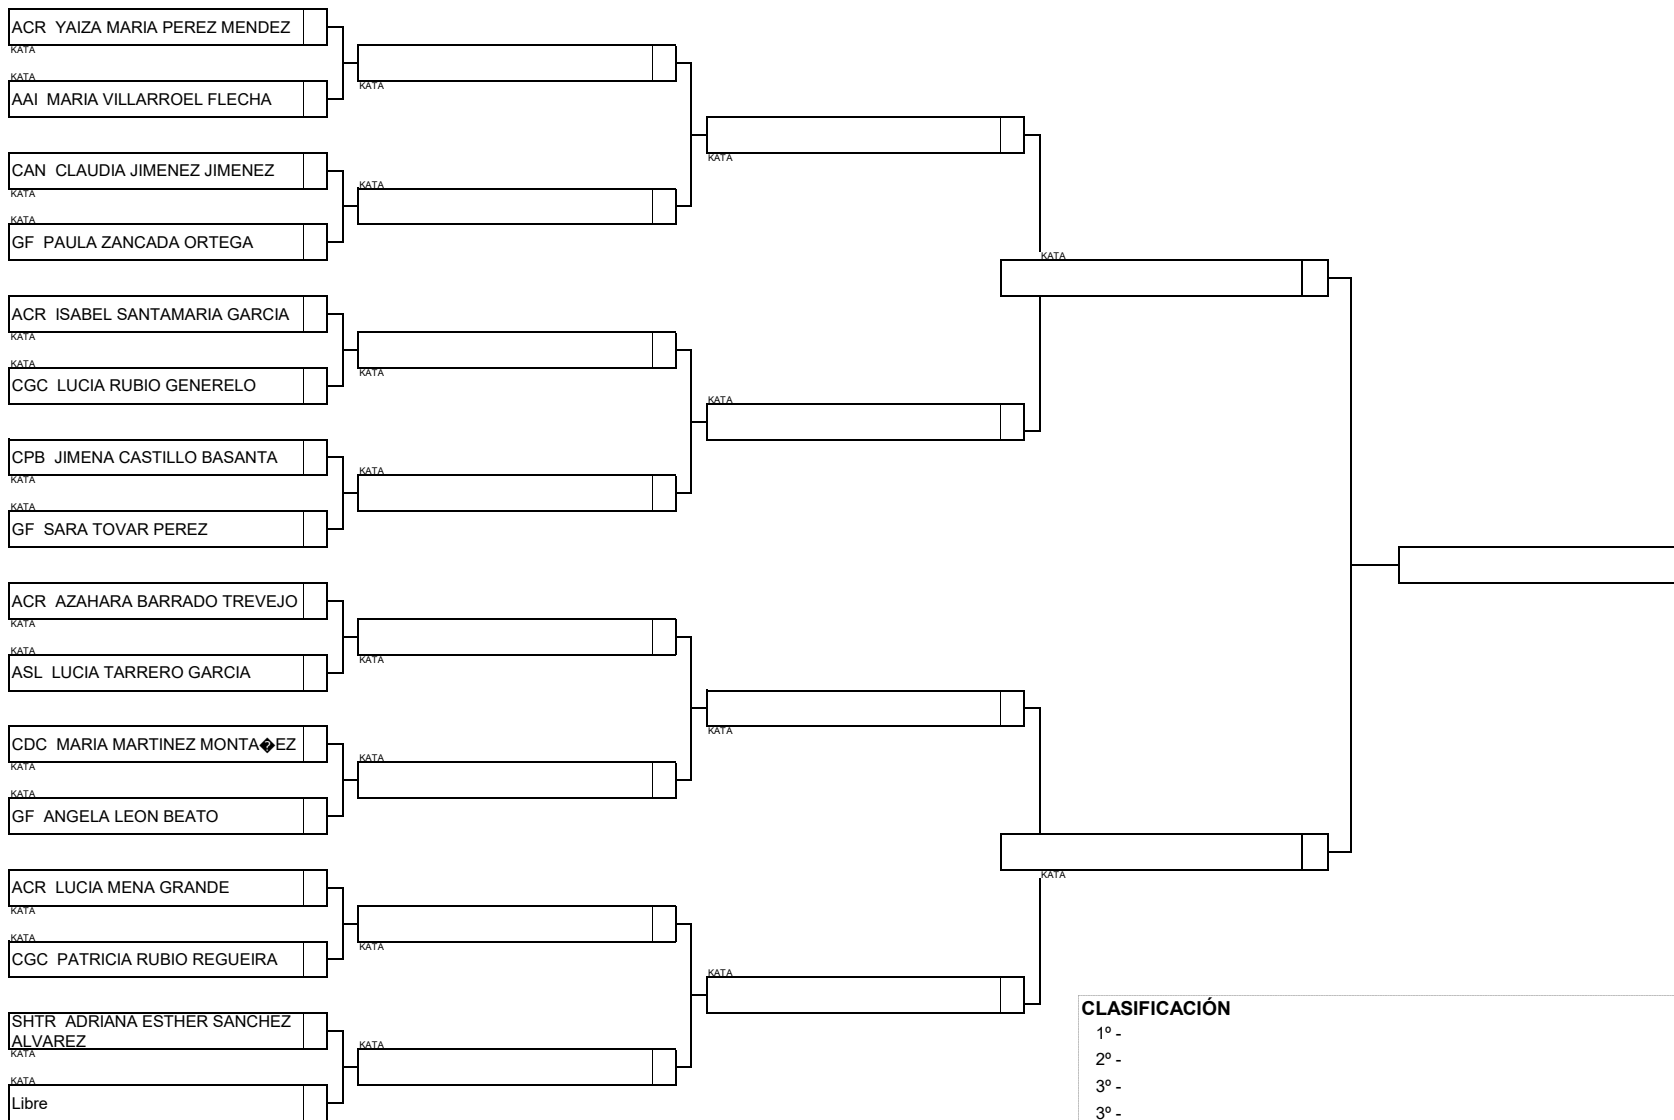 ACR YAIZA MARIA PEREZ MENDEZ
KATA
KATA
AAI MARIA VILLARROEL FLECHA
CAN CLAUDIA JIMENEZ JIMENEZ
KATA
KATA
GF PAULA ZANCADA ORTEGA
ACR ISABEL SANTAMARIA GARCIA
KATA
KATA
CGC LUCIA RUBIO GENERELO
CPB JIMENA CASTILLO BASANTA
KATA
KATA
GF SARA TOVAR PEREZ
ACR AZAHARA BARRADO TREVEJO
KATA
KATA
ASL LUCIA TARRERO GARCIA
CDC MARIA MARTINEZ MONTA�EZ
KATA
KATA
GF ANGELA LEON BEATO
ACR LUCIA MENA GRANDE
KATA
KATA
CGC PATRICIA RUBIO REGUEIRA
SHTR ADRIANA ESTHER SANCHEZ
ALVAREZ
KATA
KATA
Libre
KATA
KATA
KATA
KATA
KATA
KATA
KATA
KATA
KATA
KATA
KATA
KATA
KATA
KATA
CLASIFICACIÓN
1º -
2º -
3º -
3º -